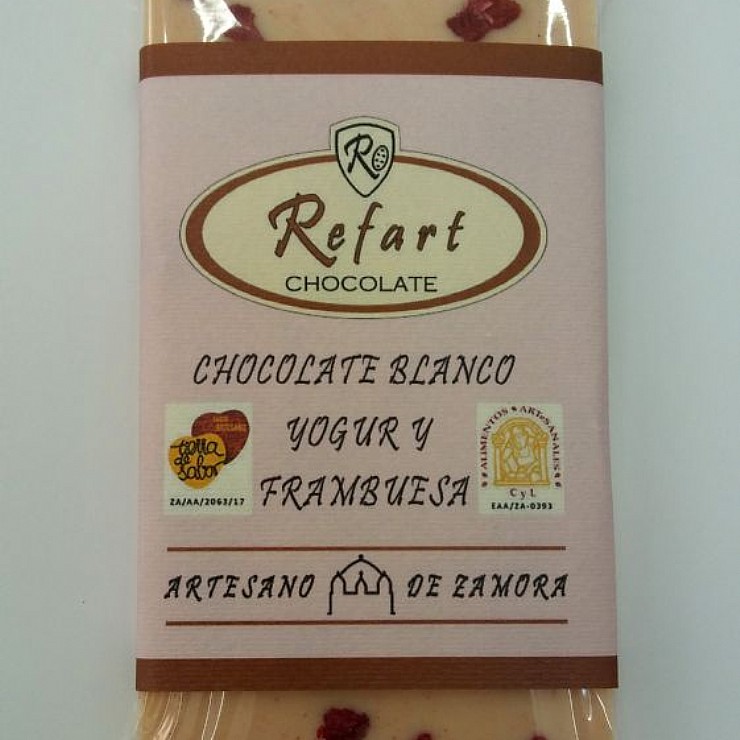 R
Refart
CHOCOLATE
CHOCOLATE BLANCO
YOGUR Y
FRAMBUESA
tierra
de
sabor
ZA/AA/2063/17
ALIMENTOS ARTeSANALES
CyL
EAA/ZA-0393
ARTESANO DE ZAMORA